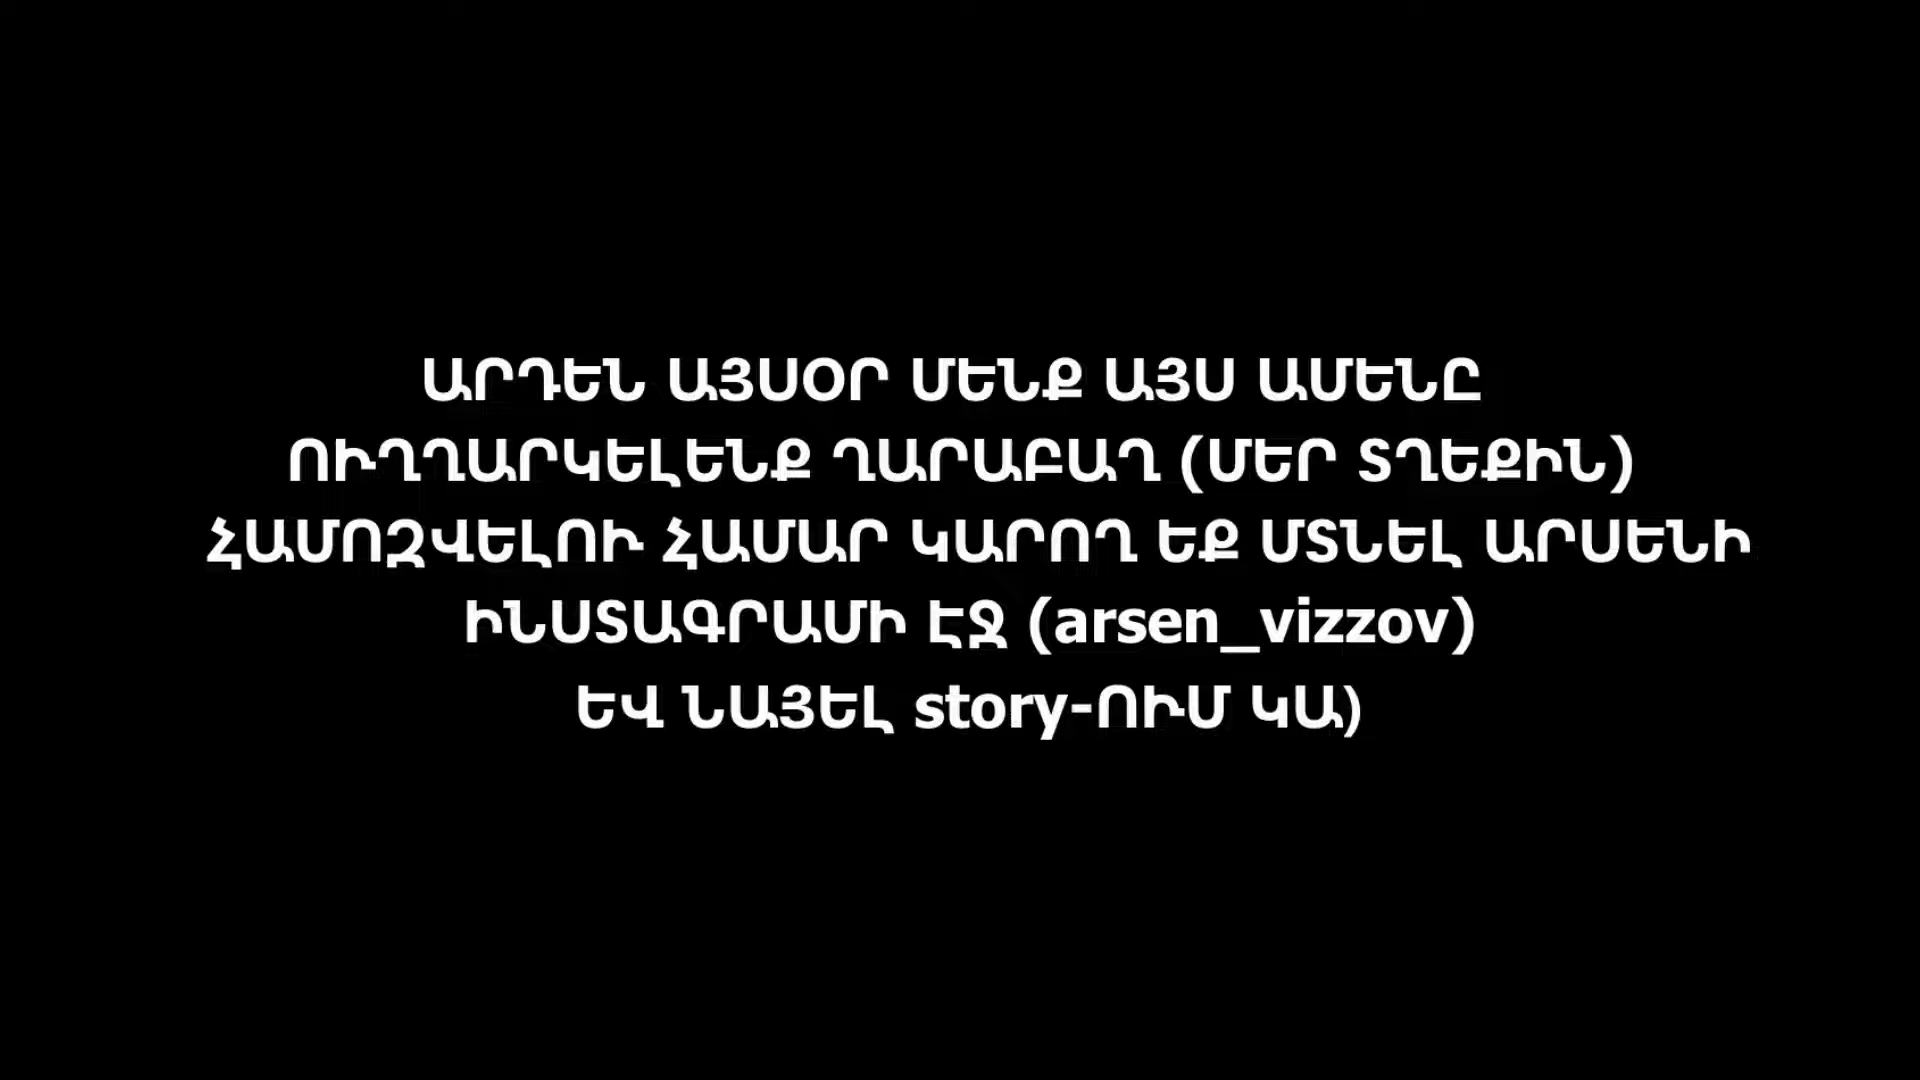 ԱՐԴԵՆ ԱՅՍՕՐ ՄԵՆՔ ԱՅՍ ԱՄԵՆԸ
ՈՒՂՂԱՐԿԵԼԵՆՔ ՂԱՐԱԲԱՂ (ՄԵՐ ՏՂԵՔԻՆ)
ՀԱՄՈԶՎԵԼՈՒ ՀԱՄԱՐ ԿԱՐՈՂ ԵՔ ՄՏՆԵԼ ԱՐՍԵՆԻ
ԻՆՍՏԱԳՐԱՄԻ ԷՋ (arsen_vizzov)
ԵՎ ՆԱՅԵԼ story-ՈՒՄ ԿԱ)